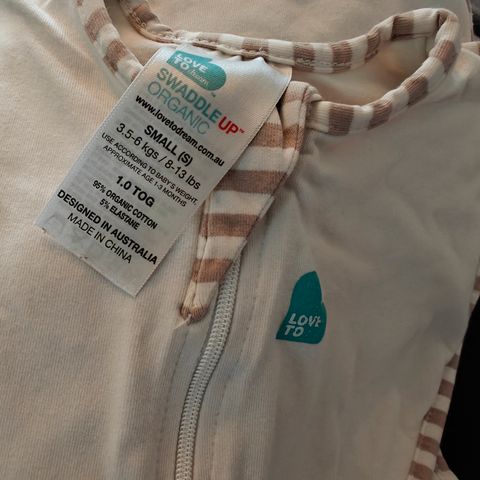 LOVE
TO dream
SWADDLE UP™
ORGANIC
www.lovetodream.com.au
SMALL (S)
3.5-6 kgs / 8-13 lbs
USE ACCORDING TO BABY'S WEIGHT.
APPROXIMATE AGE 1-3 MONTHS
1.0 TOG
95% ORGANIC COTTON
5% ELASTANE
DESIGNED IN AUSTRALIA
MADE IN CHINA
LOVE
TO